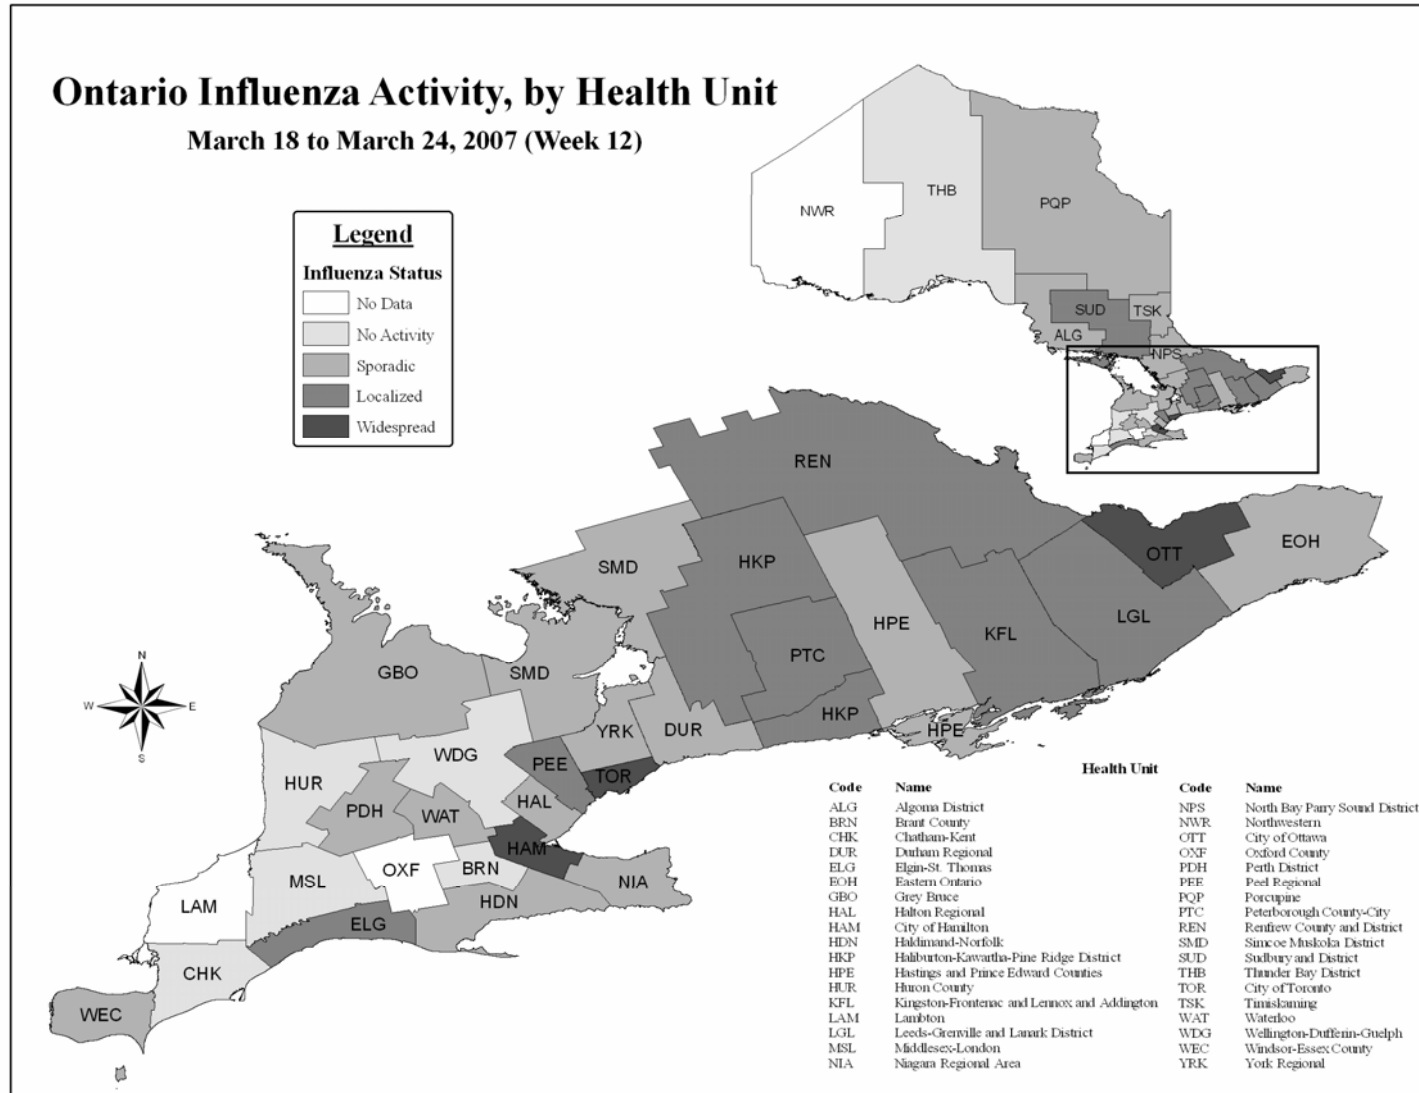 Ontario Influenza Activity, by Health Unit
March 18 to March 24, 2007 (Week 12)
Legend
Influenza Status
No Data
No Activity
Sporadic
Localized
Widespread
NWR
THB
PQP
SUD
TSK
ALG
NPS
REN
OTT
EOH
SMD
HKP
HPE
KFL
LGL
PTC
GBO
SMD
HKP
YRK
DUR
HPE
WDG
PEE
TOR
HUR
PDH
WAT
HAL
HAM
OXF
BRN
MSL
NIA
HDN
LAM
ELG
CHK
WEC
N
W E
S
Health Unit
Code Name Code Name
ALG Algoma District NPS North Bay Parry Sound District
BRN Brant County NWR Northwestern
CHK Chatham-Kent OTT City of Ottawa
DUR Durham Regional OXF Oxford County
ELG Elgin-St. Thomas PDH Perth District
EOH Eastern Ontario PEE Peel Regional
GBO Grey Bruce PQP Porcupine
HAL Halton Regional PTC Peterborough County-City
HAM City of Hamilton REN Renfrew County and District
HDN Haldimand-Norfolk SMD Simcoe Muskoka District
HKP Haliburton-Kawartha-Pine Ridge District SUD Sudbury and District
HPE Hastings and Prince Edward Counties THB Thunder Bay District
HUR Huron County TOR City of Toronto
KFL Kingston-Frontenac and Lennox and Addington TSK Timiskaming
LAM Lambton WAT Waterloo
LGL Leeds-Grenville and Lanark District WDG Wellington-Dufferin-Guelph
MSL Middlesex-London WEC Windsor-Essex County
NIA Niagara Regional Area YRK York Regional